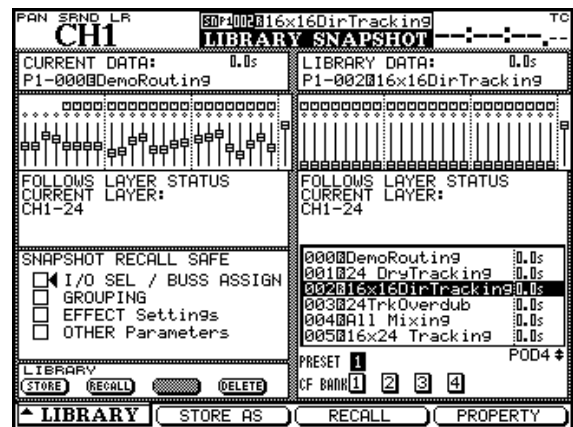 PAN SRND LR
CH1
SNP1 002 16x16DirTracking
LIBRARY SNAPSHOT
TC
--:--:--.--
CURRENT DATA: 0.0s
P1-000 DemoRouting
LIBRARY DATA: 0.0s
P1-002 16x16DirTracking
FOLLOWS LAYER STATUS
CURRENT LAYER:
CH1-24
FOLLOWS LAYER STATUS
CURRENT LAYER:
CH1-24
SNAPSHOT RECALL SAFE
I/O SEL / BUSS ASSIGN
GROUPING
EFFECT Settings
OTHER Parameters
000 DemoRouting 0.0s
001 24 DryTracking 0.0s
002 16x16DirTracking 0.0s
003 24TrkOverdub 0.0s
004 All Mixing 0.0s
005 16x24 Tracking 0.0s
LIBRARY
STORE RECALL DELETE
PRESET 1 POD4
CF BANK 1 2 3 4
LIBRARY STORE AS RECALL PROPERTY